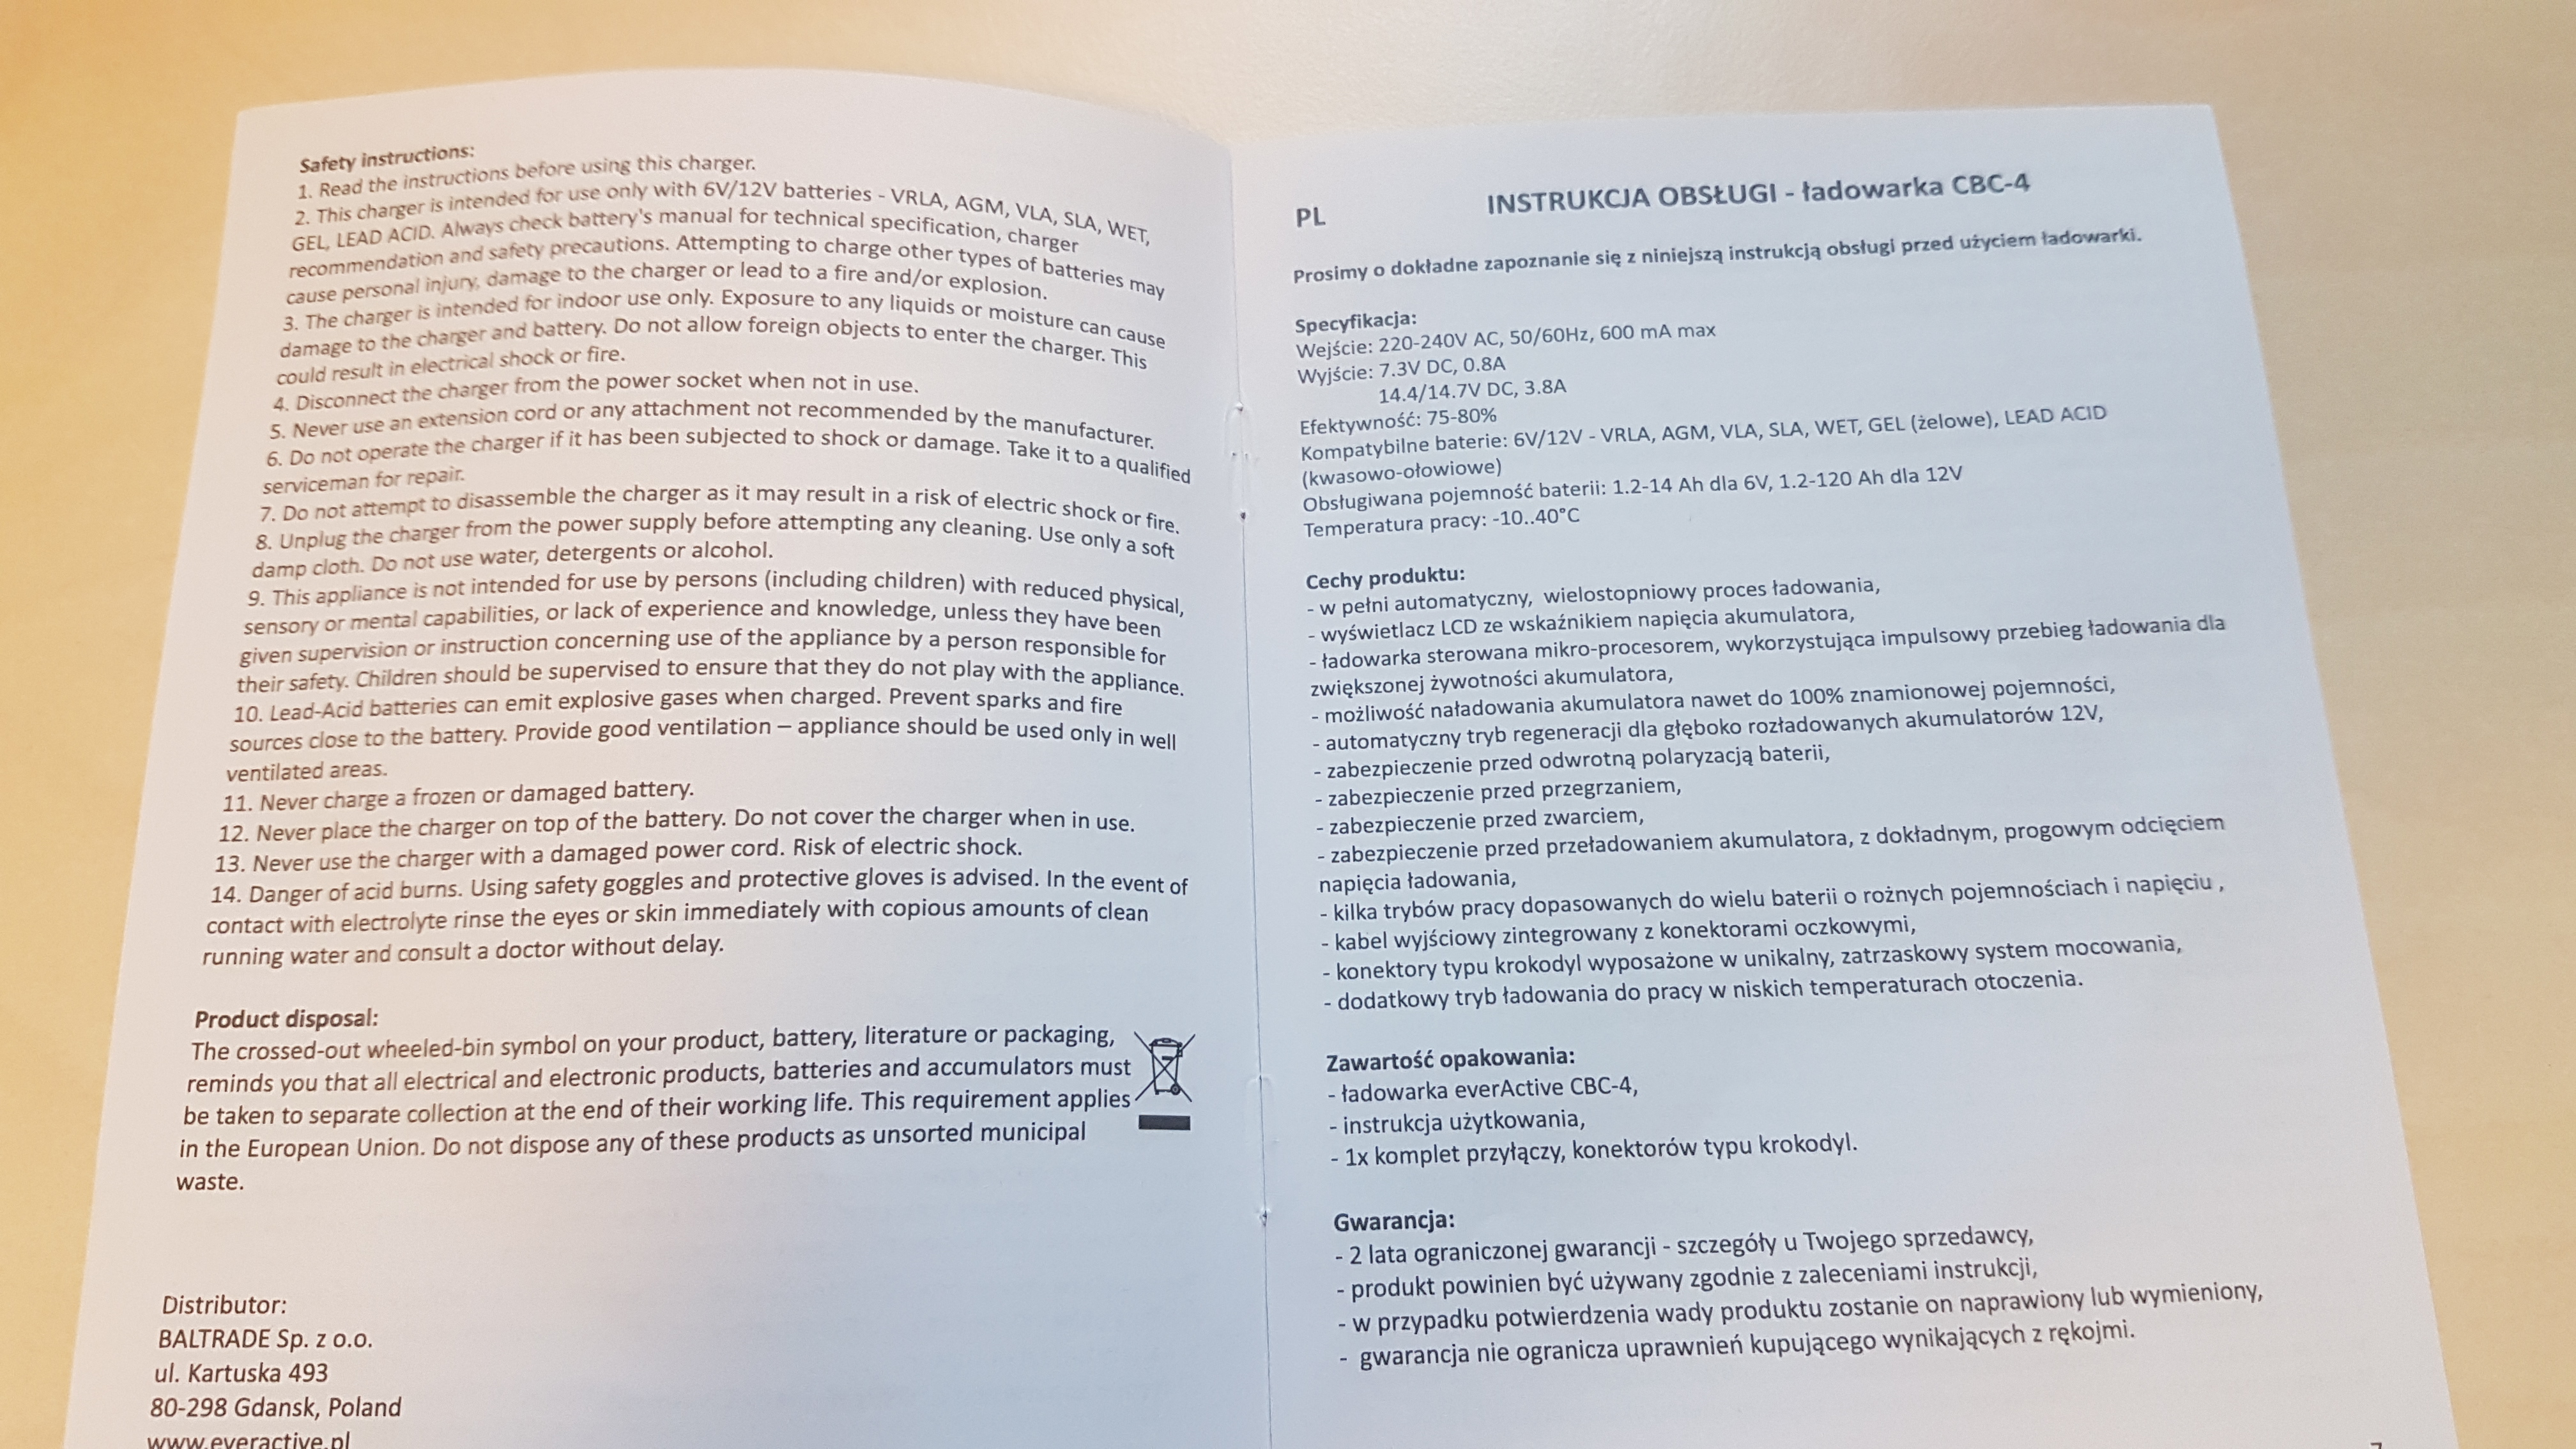 Safety instructions:
1. Read the instructions before using this charger.
2. This charger is intended for use only with 6V/12V batteries - VRLA, AGM, VLA, SLA, WET,
GEL, LEAD ACID. Always check battery's manual for technical specification, charger
recommendation and safety precautions. Attempting to charge other types of batteries may
cause personal injury, damage to the charger or lead to a fire and/or explosion.
3. The charger is intended for indoor use only. Exposure to any liquids or moisture can cause
damage to the charger and battery. Do not allow foreign objects to enter the charger. This
could result in electrical shock or fire.
4. Disconnect the charger from the power socket when not in use.
5. Never use an extension cord or any attachment not recommended by the manufacturer.
6. Do not operate the charger if it has been subjected to shock or damage. Take it to a qualified
serviceman for repair.
7. Do not attempt to disassemble the charger as it may result in a risk of electric shock or fire.
8. Unplug the charger from the power supply before attempting any cleaning. Use only a soft
damp cloth. Do not use water, detergents or alcohol.
9. This appliance is not intended for use by persons (including children) with reduced physical,
sensory or mental capabilities, or lack of experience and knowledge, unless they have been
given supervision or instruction concerning use of the appliance by a person responsible for
their safety. Children should be supervised to ensure that they do not play with the appliance.
10. Lead-Acid batteries can emit explosive gases when charged. Prevent sparks and fire
sources close to the battery. Provide good ventilation – appliance should be used only in well
ventilated areas.
11. Never charge a frozen or damaged battery.
12. Never place the charger on top of the battery. Do not cover the charger when in use.
13. Never use the charger with a damaged power cord. Risk of electric shock.
14. Danger of acid burns. Using safety goggles and protective gloves is advised. In the event of
contact with electrolyte rinse the eyes or skin immediately with copious amounts of clean
running water and consult a doctor without delay.
Product disposal:
The crossed-out wheeled-bin symbol on your product, battery, literature or packaging,
reminds you that all electrical and electronic products, batteries and accumulators must
be taken to separate collection at the end of their working life. This requirement applies
in the European Union. Do not dispose any of these products as unsorted municipal
waste.
Distributor:
BALTRADE Sp. z o.o.
ul. Kartuska 493
80-298 Gdansk, Poland
www.everactive.pl
PL
INSTRUKCJA OBSŁUGI - ładowarka CBC-4
Prosimy o dokładne zapoznanie się z niniejszą instrukcją obsługi przed użyciem ładowarki.
Specyfikacja:
Wejście: 220-240V AC, 50/60Hz, 600 mA max
Wyjście: 7.3V DC, 0.8A
14.4/14.7V DC, 3.8A
Efektywność: 75-80%
Kompatybilne baterie: 6V/12V - VRLA, AGM, VLA, SLA, WET, GEL (żelowe), LEAD ACID
(kwasowo-ołowiowe)
Obsługiwana pojemność baterii: 1.2-14 Ah dla 6V, 1.2-120 Ah dla 12V
Temperatura pracy: -10..40°C
Cechy produktu:
- w pełni automatyczny, wielostopniowy proces ładowania,
- wyświetlacz LCD ze wskaźnikiem napięcia akumulatora,
- ładowarka sterowana mikro-procesorem, wykorzystująca impulsowy przebieg ładowania dla
zwiększonej żywotności akumulatora,
- możliwość naładowania akumulatora nawet do 100% znamionowej pojemności,
- automatyczny tryb regeneracji dla głęboko rozładowanych akumulatorów 12V,
- zabezpieczenie przed odwrotną polaryzacją baterii,
- zabezpieczenie przed przegrzaniem,
- zabezpieczenie przed zwarciem,
- zabezpieczenie przed przeładowaniem akumulatora, z dokładnym, progowym odcięciem
napięcia ładowania,
- kilka trybów pracy dopasowanych do wielu baterii o rożnych pojemnościach i napięciu ,
- kabel wyjściowy zintegrowany z konektorami oczkowymi,
- konektory typu krokodyl wyposażone w unikalny, zatrzaskowy system mocowania,
- dodatkowy tryb ładowania do pracy w niskich temperaturach otoczenia.
Zawartość opakowania:
- ładowarka everActive CBC-4,
- instrukcja użytkowania,
- 1x komplet przyłączy, konektorów typu krokodyl.
Gwarancja:
- 2 lata ograniczonej gwarancji - szczegóły u Twojego sprzedawcy,
- produkt powinien być używany zgodnie z zaleceniami instrukcji,
- w przypadku potwierdzenia wady produktu zostanie on naprawiony lub wymieniony,
- gwarancja nie ogranicza uprawnień kupującego wynikających z rękojmi.